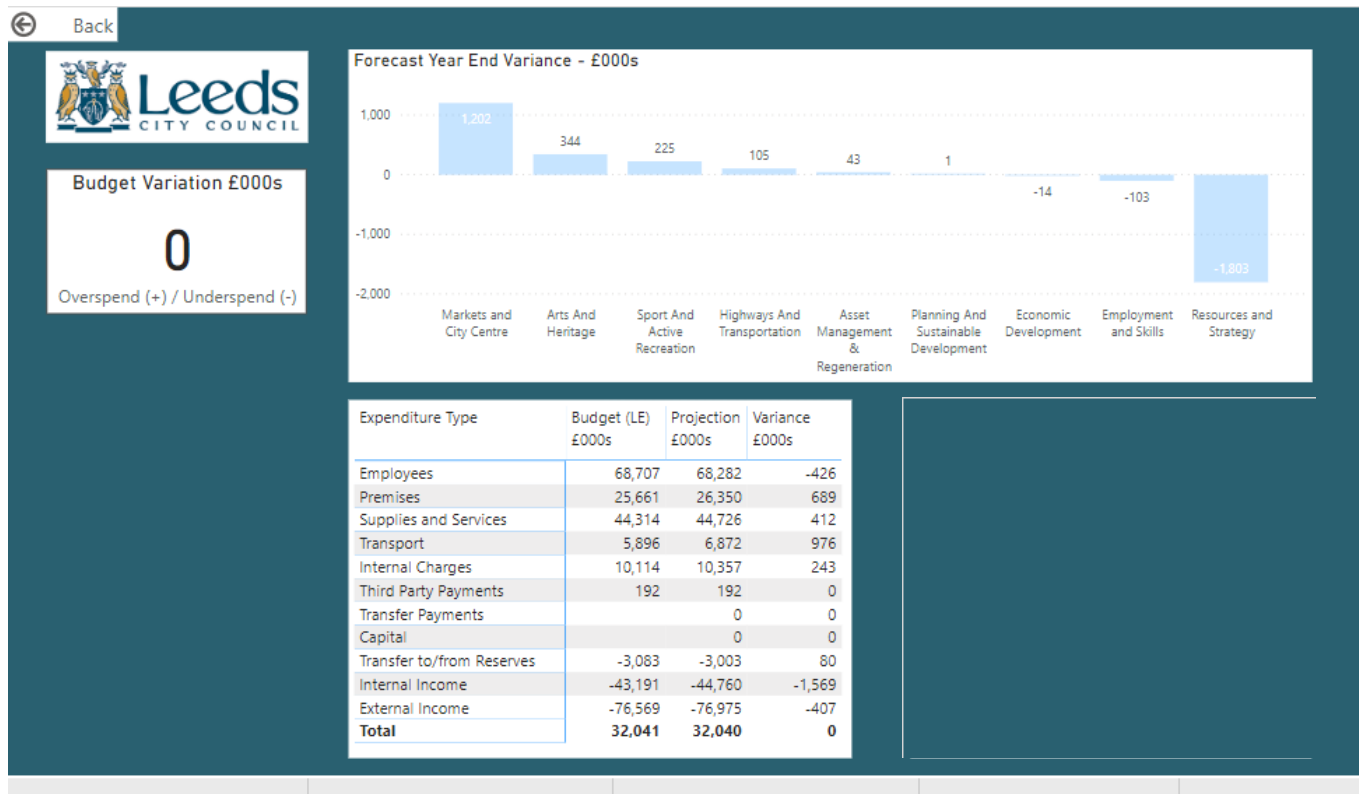 Back
Leeds
CITY COUNCIL
Budget Variation £000s
0
Overspend (+) / Underspend (-)
Forecast Year End Variance - £000s
1,000
0
-1,000
-2,000
1,202
344
225
105
43
1
-14
-103
-1,803
Markets and
City Centre
Arts And
Heritage
Sport And
Active
Recreation
Highways And
Transportation
Asset
Management
&
Regeneration
Planning And
Sustainable
Development
Economic
Development
Employment
and Skills
Resources and
Strategy
Expenditure Type Budget (LE) Projection Variance
£000s £000s £000s
Employees 68,707 68,282 -426
Premises 25,661 26,350 689
Supplies and Services 44,314 44,726 412
Transport 5,896 6,872 976
Internal Charges 10,114 10,357 243
Third Party Payments 192 192 0
Transfer Payments 0 0
Capital 0 0
Transfer to/from Reserves -3,083 -3,003 80
Internal Income -43,191 -44,760 -1,569
External Income -76,569 -76,975 -407
Total 32,041 32,040 0